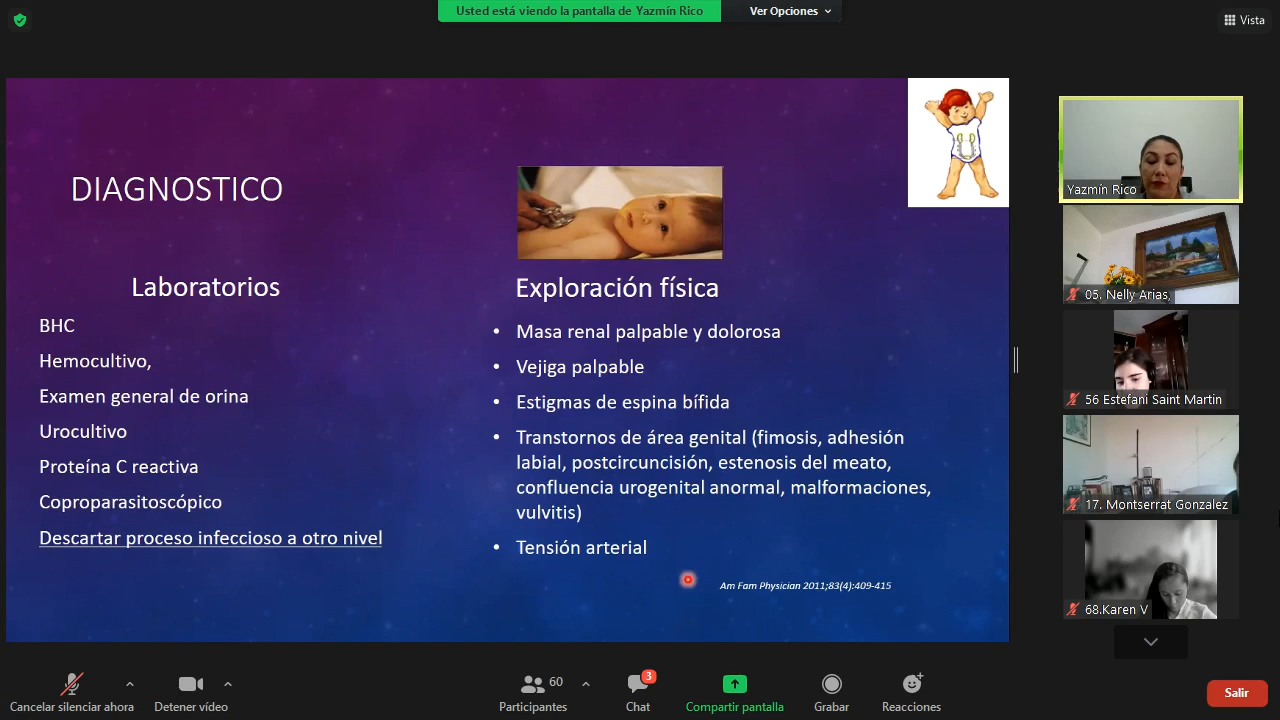 Usted está viendo la pantalla de Yazmín Rico
Ver Opciones
Vista
DIAGNOSTICO
Laboratorios
BHC
Hemocultivo,
Examen general de orina
Urocultivo
Proteína C reactiva
Coproparasitoscópico
Descartar proceso infeccioso a otro nivel
Exploración física
• Masa renal palpable y dolorosa
• Vejiga palpable
• Estigmas de espina bífida
• Transtornos de área genital (fimosis, adhesión
labial, postcircuncisión, estenosis del meato,
confluencia urogenital anormal, malformaciones,
vulvitis)
• Tensión arterial
Am Fam Physician 2011;83(4):409-415
Yazmín Rico
05. Nelly Arias,
56 Estefani Saint Martin
17. Montserrat Gonzalez
68.Karen V
Cancelar silenciar ahora
Detener vídeo
60
Participantes
3
Chat
Compartir pantalla
Grabar
Reacciones
Salir